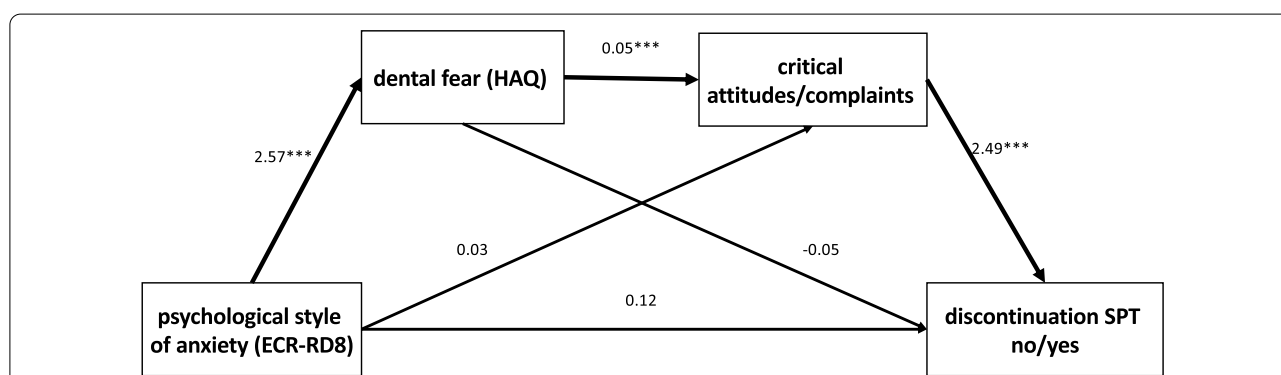 0.05***
dental fear (HAQ)
critical
attitudes/complaints
2.57***
2.49***
0.03
-0.05
psychological style
of anxiety (ECR-RD8)
0.12
discontinuation SPT
no/yes